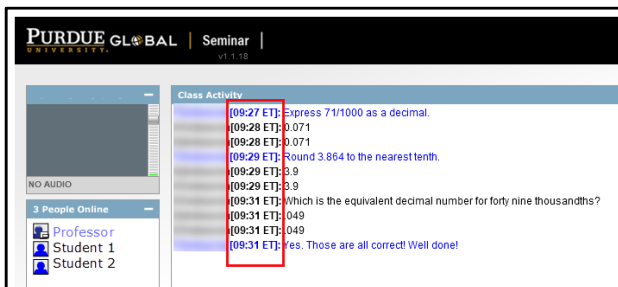 PURDUE GLOBAL | Seminar |
UNIVERSITY.
v1.1.18
Class Activity
[09:27 ET]: Express 71/1000 as a decimal.
[09:28 ET]: 0.071
[09:28 ET]: 0.071
[09:29 ET]: Round 3.864 to the nearest tenth.
[09:29 ET]: 3.9
[09:29 ET]: 3.9
[09:31 ET]: Which is the equivalent decimal number for forty nine thousandths?
[09:31 ET]: .049
[09:31 ET]: .049
[09:31 ET]: Yes. Those are all correct! Well done!
NO AUDIO
3 People Online
Professor
Student 1
Student 2